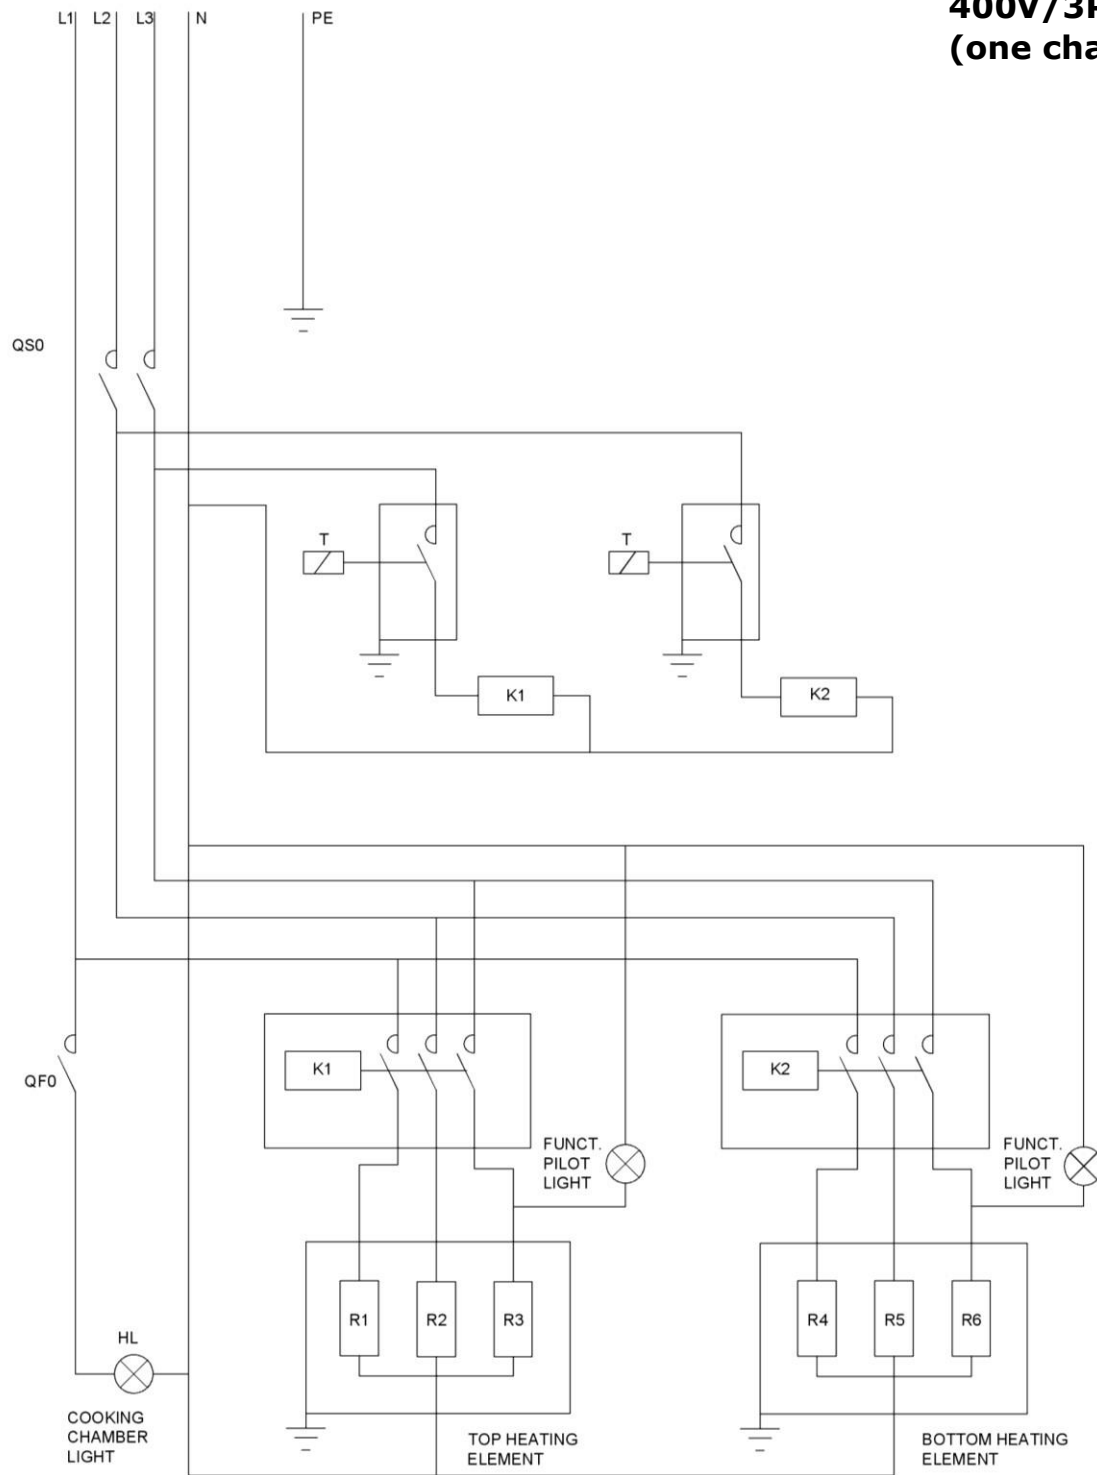 400V/3
(one cha
L1 L2 L3 N PE
QS0
T T
K1 K2
QF0
K1 K2
FUNCT.
PILOT
LIGHT
FUNCT.
PILOT
LIGHT
R1 R2 R3 R4 R5 R6
HL
COOKING
CHAMBER
LIGHT
TOP HEATING
ELEMENT
BOTTOM HEATING
ELEMENT